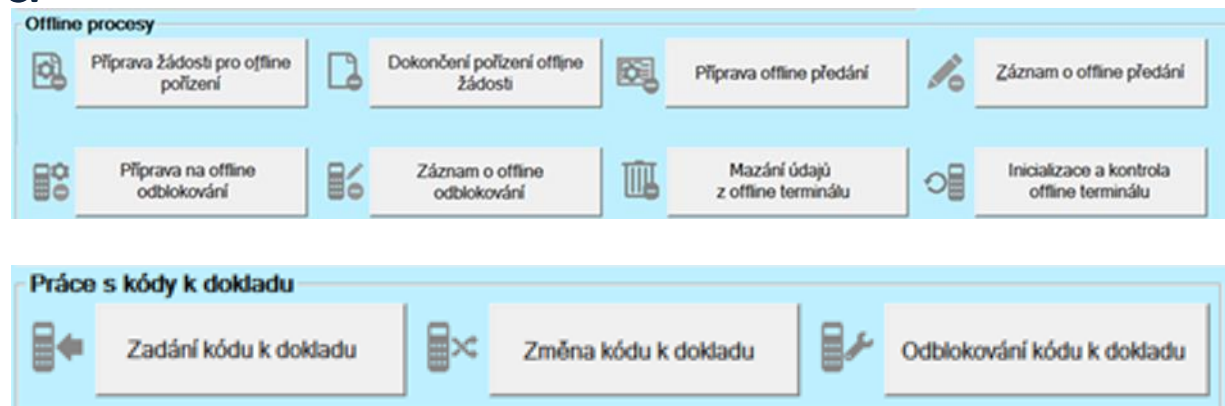 Offline procesy
Příprava žádosti pro offline
pořízení
Dokončení pořízení offline
žádosti
Příprava offline předání
Záznam o offline předání
Příprava na offline
odblokování
Záznam o offline
odblokování
Mazání údajů
z offline terminálu
Inicializace a kontrola
offline terminálu
Práce s kódy k dokladu
Zadání kódu k dokladu
Změna kódu k dokladu
Odblokování kódu k dokladu